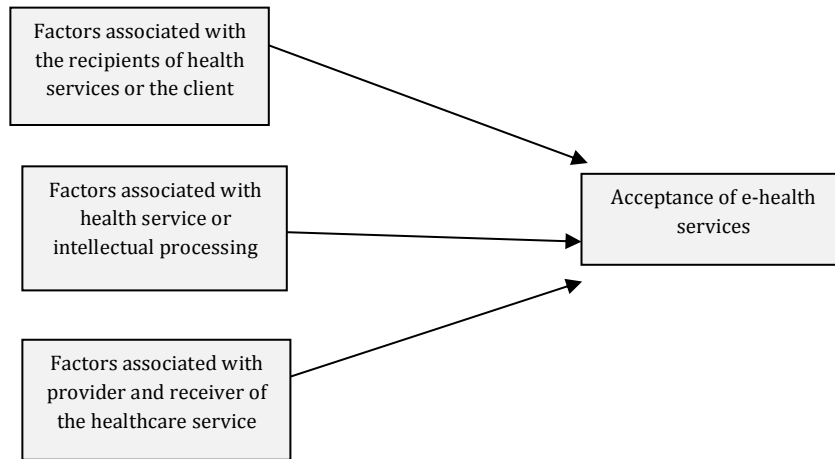 Factors associated with
the recipients of health
services or the client
Factors associated with
health service or
intellectual processing
Acceptance of e-health
services
Factors associated with
provider and receiver of
the healthcare service